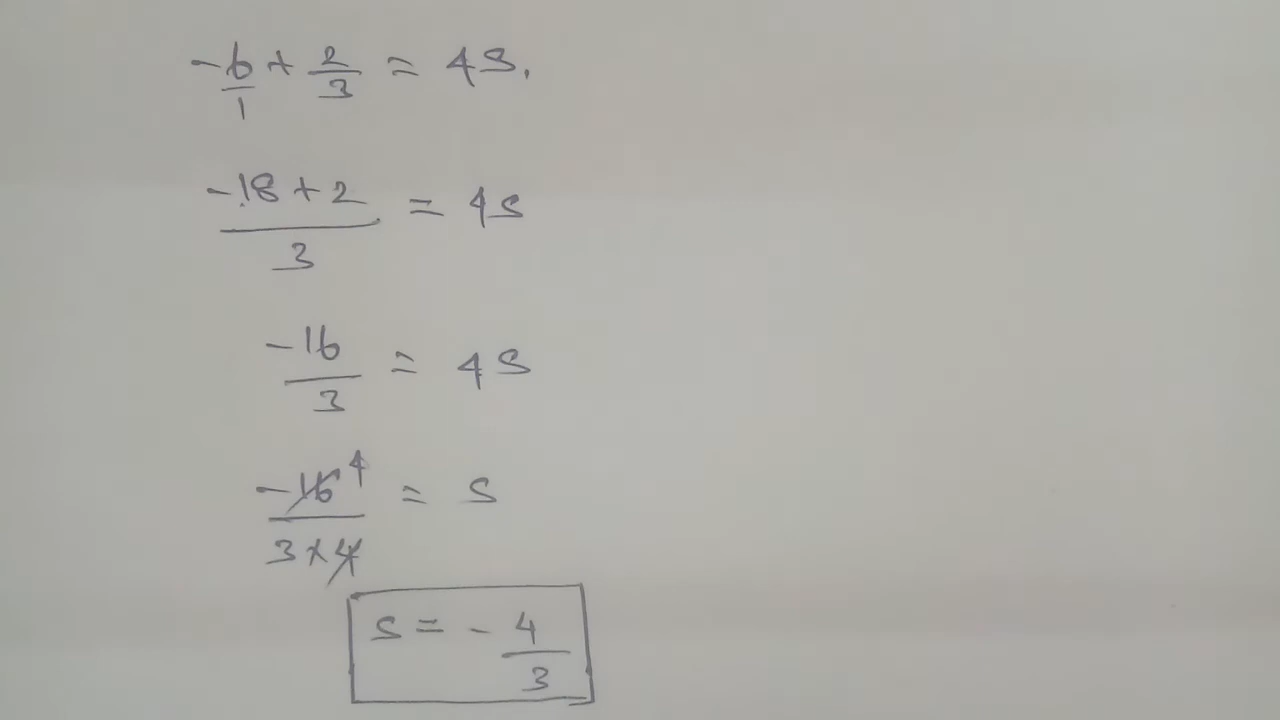 -6/1 + 2/3 = 4S.
-18+2/3 = 4s
-16/3 = 4S
-16 4/3×4 = s
s = -4/3